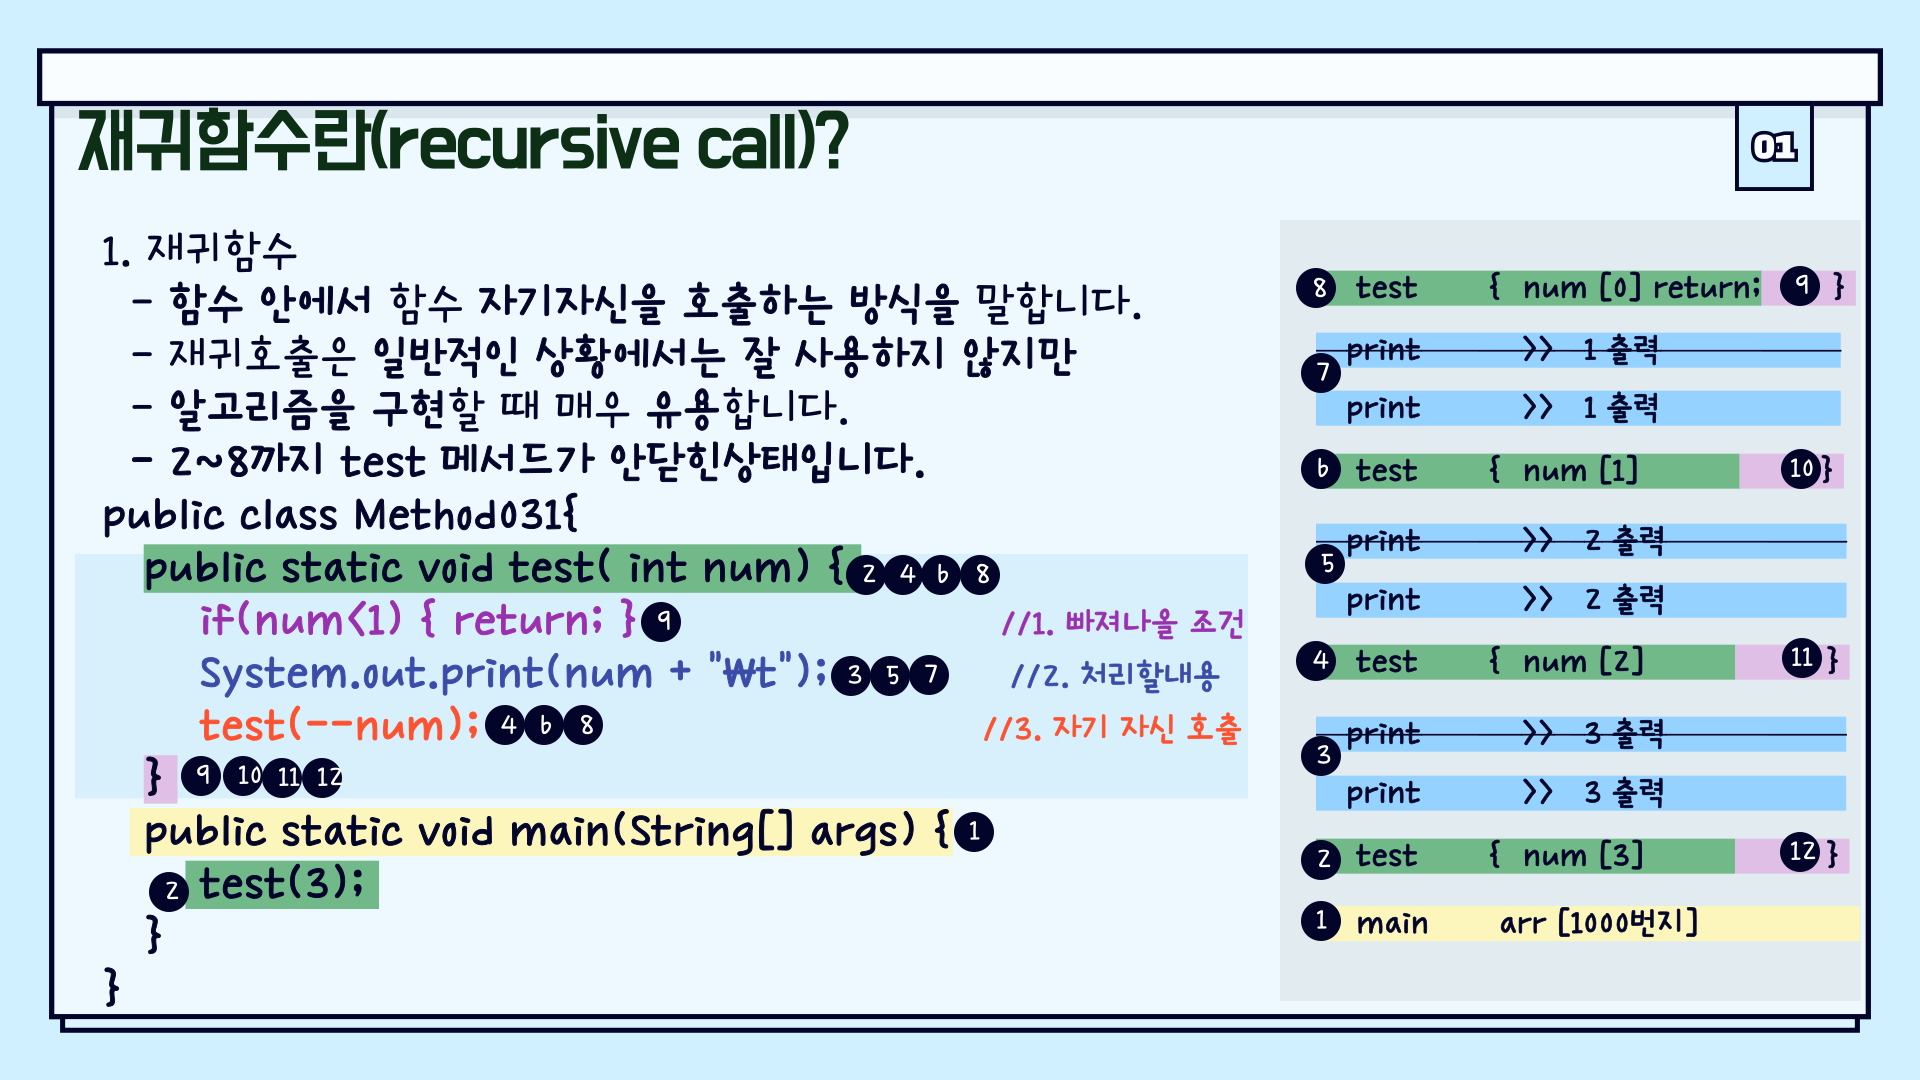 재귀함수란(recursive call)?
01
1. 재귀함수
- 함수 안에서 함수 자기자신을 호출하는 방식을 말합니다.
- 재귀호출은 일반적인 상황에서는 잘 사용하지 않지만
- 알고리즘을 구현할 때 매우 유용합니다.
- 2~8까지 test 메서드가 안닫힌상태입니다.
public class Method031{
public static void test( int num) { 2 4 6 8
if(num<1) { return; } 9 //1. 빠져나올 조건
System.out.print(num + "₩t"); 3 5 7 //2. 처리할내용
test(--num); 4 6 8 //3. 자기 자신 호출
} 9 10 11 12
public static void main(String[] args) { 1
2 test(3);
}
}
8 test { num [0] return; 9 }
print >> 1 출력
7
print >> 1 출력
6 test { num [1] 10 }
print >> 2 출력
5
print >> 2 출력
4 test { num [2] 11 }
print >> 3 출력
3
print >> 3 출력
2 test { num [3] 12 }
1 main arr [1000번지]